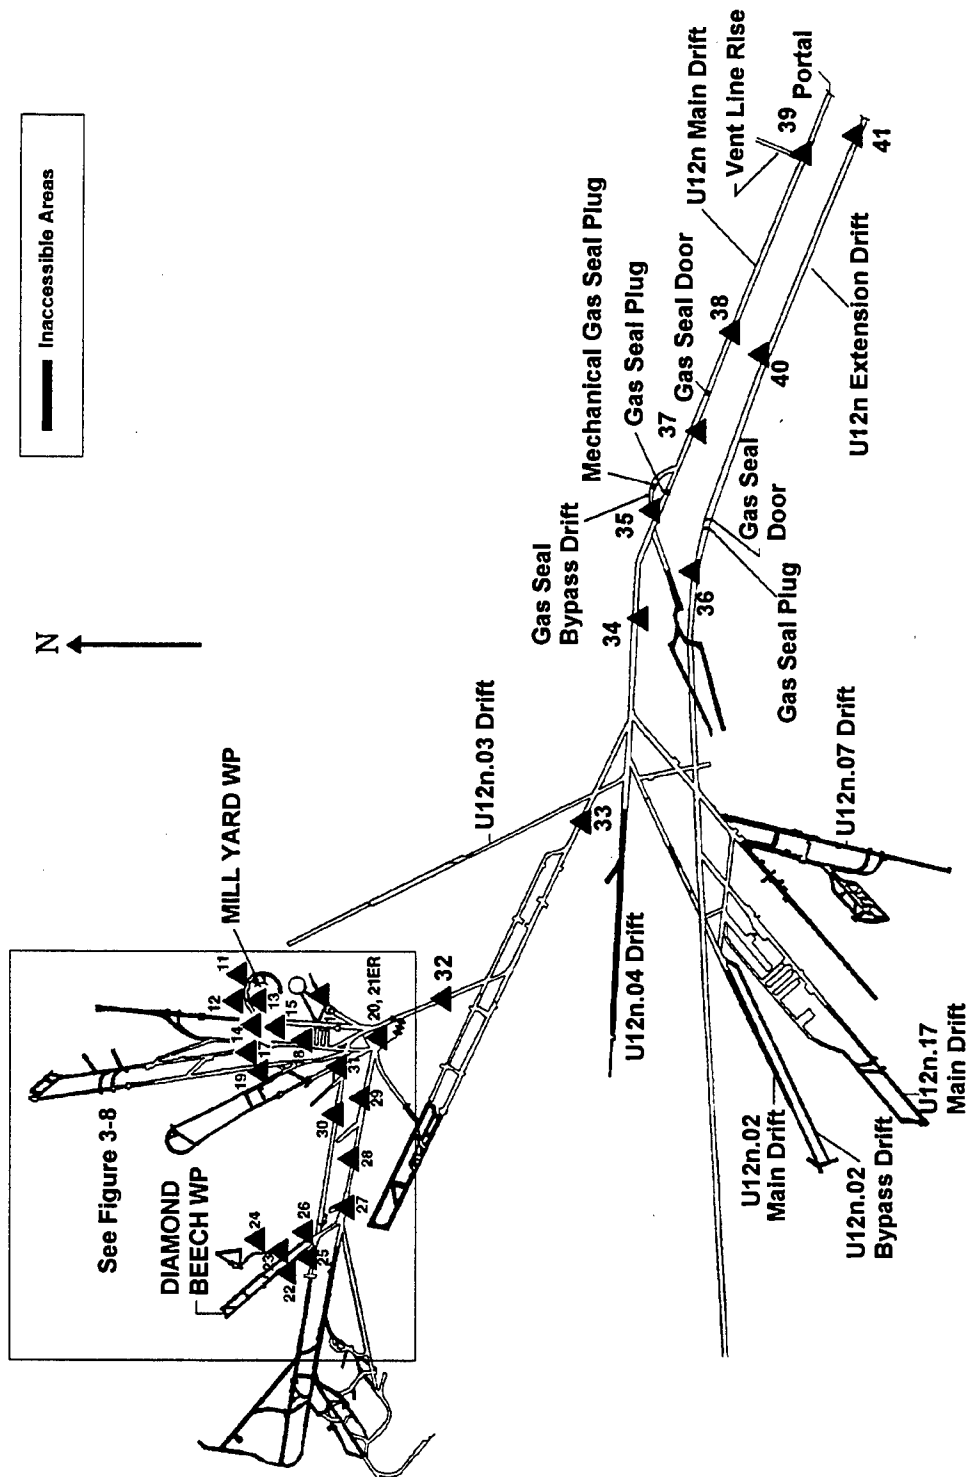 Inaccessible Areas
N
See Figure 3-8
MILL YARD WP
DIAMOND
BEECH WP
11
12
13
14
15
16
17
18
19
20, 21ER
22
23
24
25
26
27
28
29
30
31
32
33
34
35
36
37
38
39
40
41
U12n.03 Drift
U12n.04 Drift
Gas Seal
Bypass Drift
Mechanical Gas Seal Plug
Gas Seal Plug
Gas Seal Door
U12n Main Drift
Vent Line RIse
Portal
U12n Extension Drift
Gas Seal
Door
Gas Seal Plug
U12n.07 Drift
U12n.17
Main Drift
U12n.02
Main Drift
U12n.02
Bypass Drift